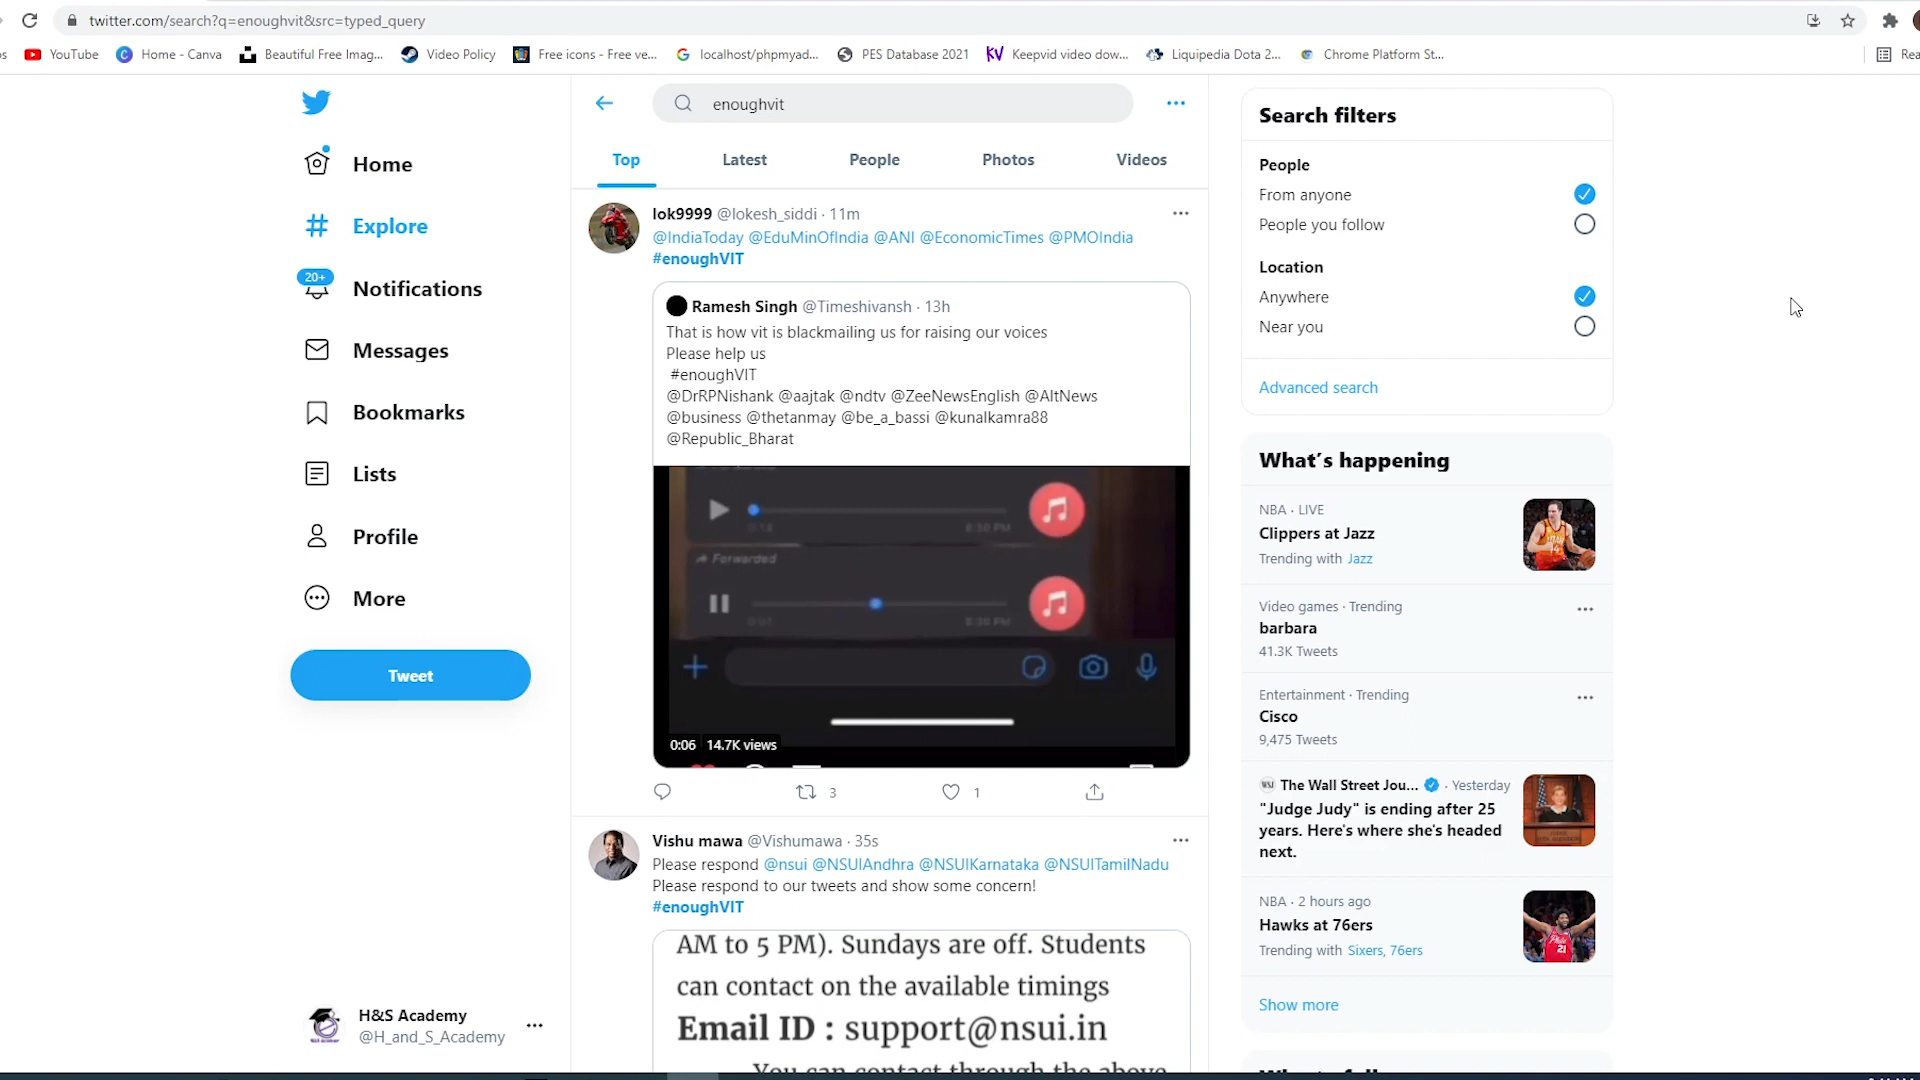 twitter.com/search?q=enoughvit&src=typed_query
YouTube
Home - Canva
Beautiful Free Imag...
Video Policy
Free icons - Free ve...
localhost/phpmyad...
PES Database 2021
Keepvid video dow...
Liquipedia Dota 2...
Chrome Platform St...
Home
Explore
20+
Notifications
Messages
Bookmarks
Lists
Profile
More
Tweet
H&S Academy
@H_and_S_Academy
enoughvit
Top
Latest
People
Photos
Videos
lok9999 @lokesh_siddi · 11m
@IndiaToday @EduMinOfIndia @ANI @EconomicTimes @PMOIndia
#enoughVIT
Ramesh Singh @Timeshivansh · 13h
That is how vit is blackmailing us for raising our voices
Please help us
#enoughVIT
@DrRPNishank @aajtak @ndtv @ZeeNewsEnglish @AltNews
@business @thetanmay @be_a_bassi @kunalkamra88
@Republic_Bharat
Forwarded
0:06 14.7K views
3
1
Vishu mawa @Vishumawa · 35s
Please respond @nsui @NSUIAndhra @NSUIKarnataka @NSUITamilNadu
Please respond to our tweets and show some concern!
#enoughVIT
AM to 5 PM). Sundays are off. Students
can contact on the available timings
Email ID : support@nsui.in
You can contact through the above
Search filters
People
From anyone
People you follow
Location
Anywhere
Near you
Advanced search
What's happening
NBA · LIVE
Clippers at Jazz
Trending with Jazz
Video games · Trending
barbara
41.3K Tweets
Entertainment · Trending
Cisco
9,475 Tweets
The Wall Street Jou... · Yesterday
"Judge Judy" is ending after 25
years. Here's where she's headed
next.
NBA · 2 hours ago
Hawks at 76ers
Trending with Sixers, 76ers
Show more